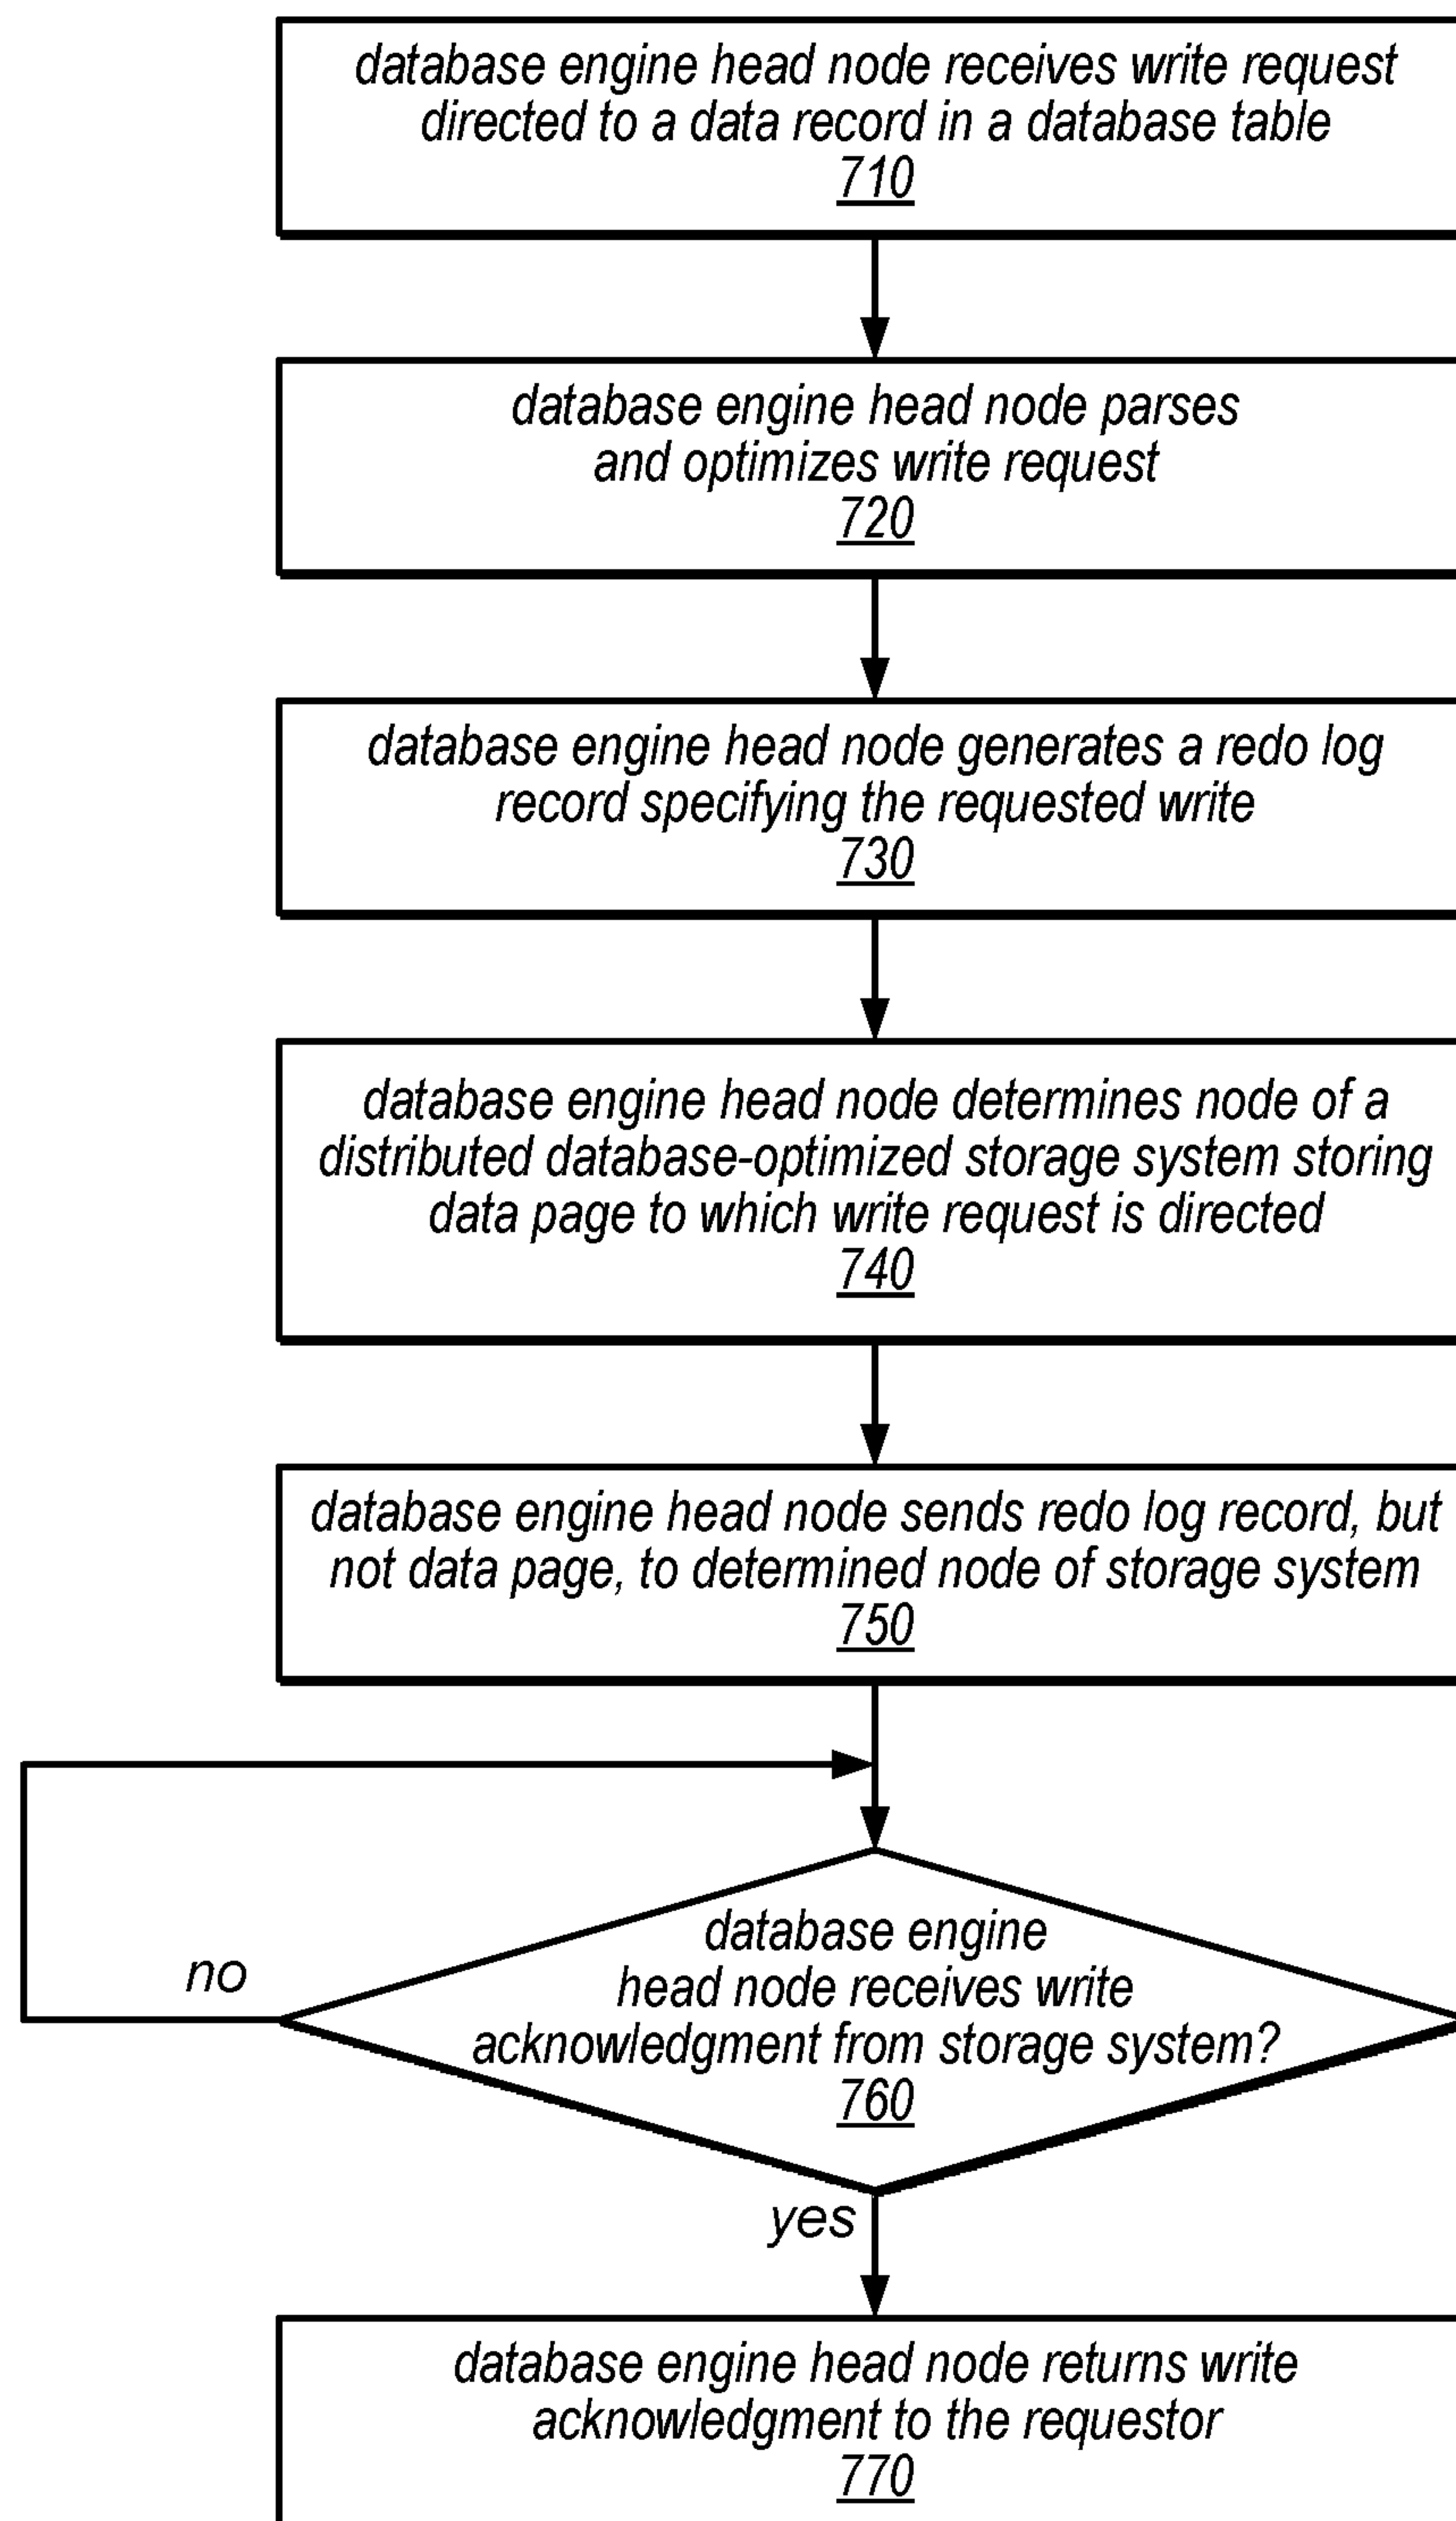 database engine head node receives write request
directed to a data record in a database table
710
database engine head node parses
and optimizes write request
720
database engine head node generates a redo log
record specifying the requested write
730
database engine head node determines node of a
distributed database-optimized storage system storing
data page to which write request is directed
740
database engine head node sends redo log record, but
not data page, to determined node of storage system
750
database engine
head node receives write
acknowledgment from storage system?
760
no
yes
database engine head node returns write
acknowledgment to the requestor
770